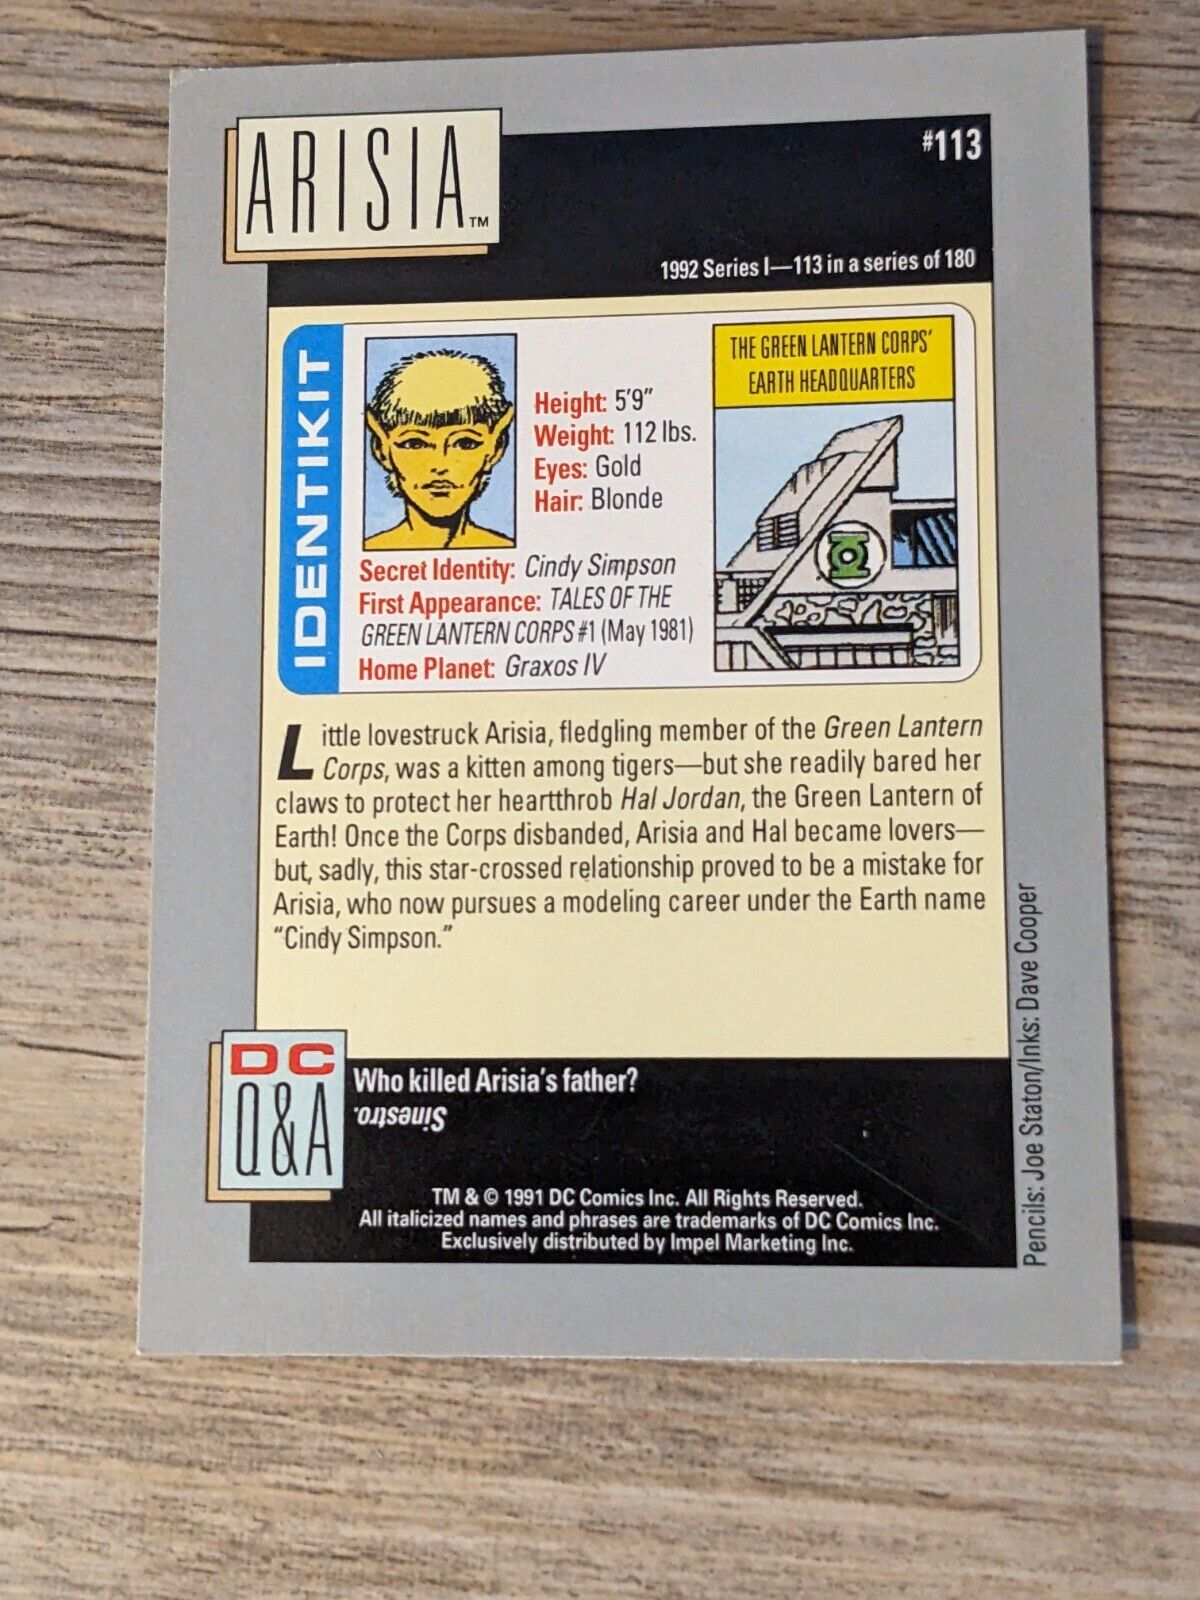 ARISIA™
#113
1992 Series I—113 in a series of 180
IDENTIKIT
Height: 5'9"
Weight: 112 lbs.
Eyes: Gold
Hair: Blonde
Secret Identity: Cindy Simpson
First Appearance: TALES OF THE
GREEN LANTERN CORPS #1 (May 1981)
Home Planet: Graxos IV
THE GREEN LANTERN CORPS'
EARTH HEADQUARTERS
Little lovestruck Arisia, fledgling member of the Green Lantern
Corps, was a kitten among tigers—but she readily bared her
claws to protect her heartthrob Hal Jordan, the Green Lantern of
Earth! Once the Corps disbanded, Arisia and Hal became lovers—
but, sadly, this star-crossed relationship proved to be a mistake for
Arisia, who now pursues a modeling career under the Earth name
"Cindy Simpson."
DC
Q&A
Who killed Arisia's father?
Sinestro.
TM & © 1991 DC Comics Inc. All Rights Reserved.
All italicized names and phrases are trademarks of DC Comics Inc.
Exclusively distributed by Impel Marketing Inc.
Pencils: Joe Staton/Inks: Dave Cooper